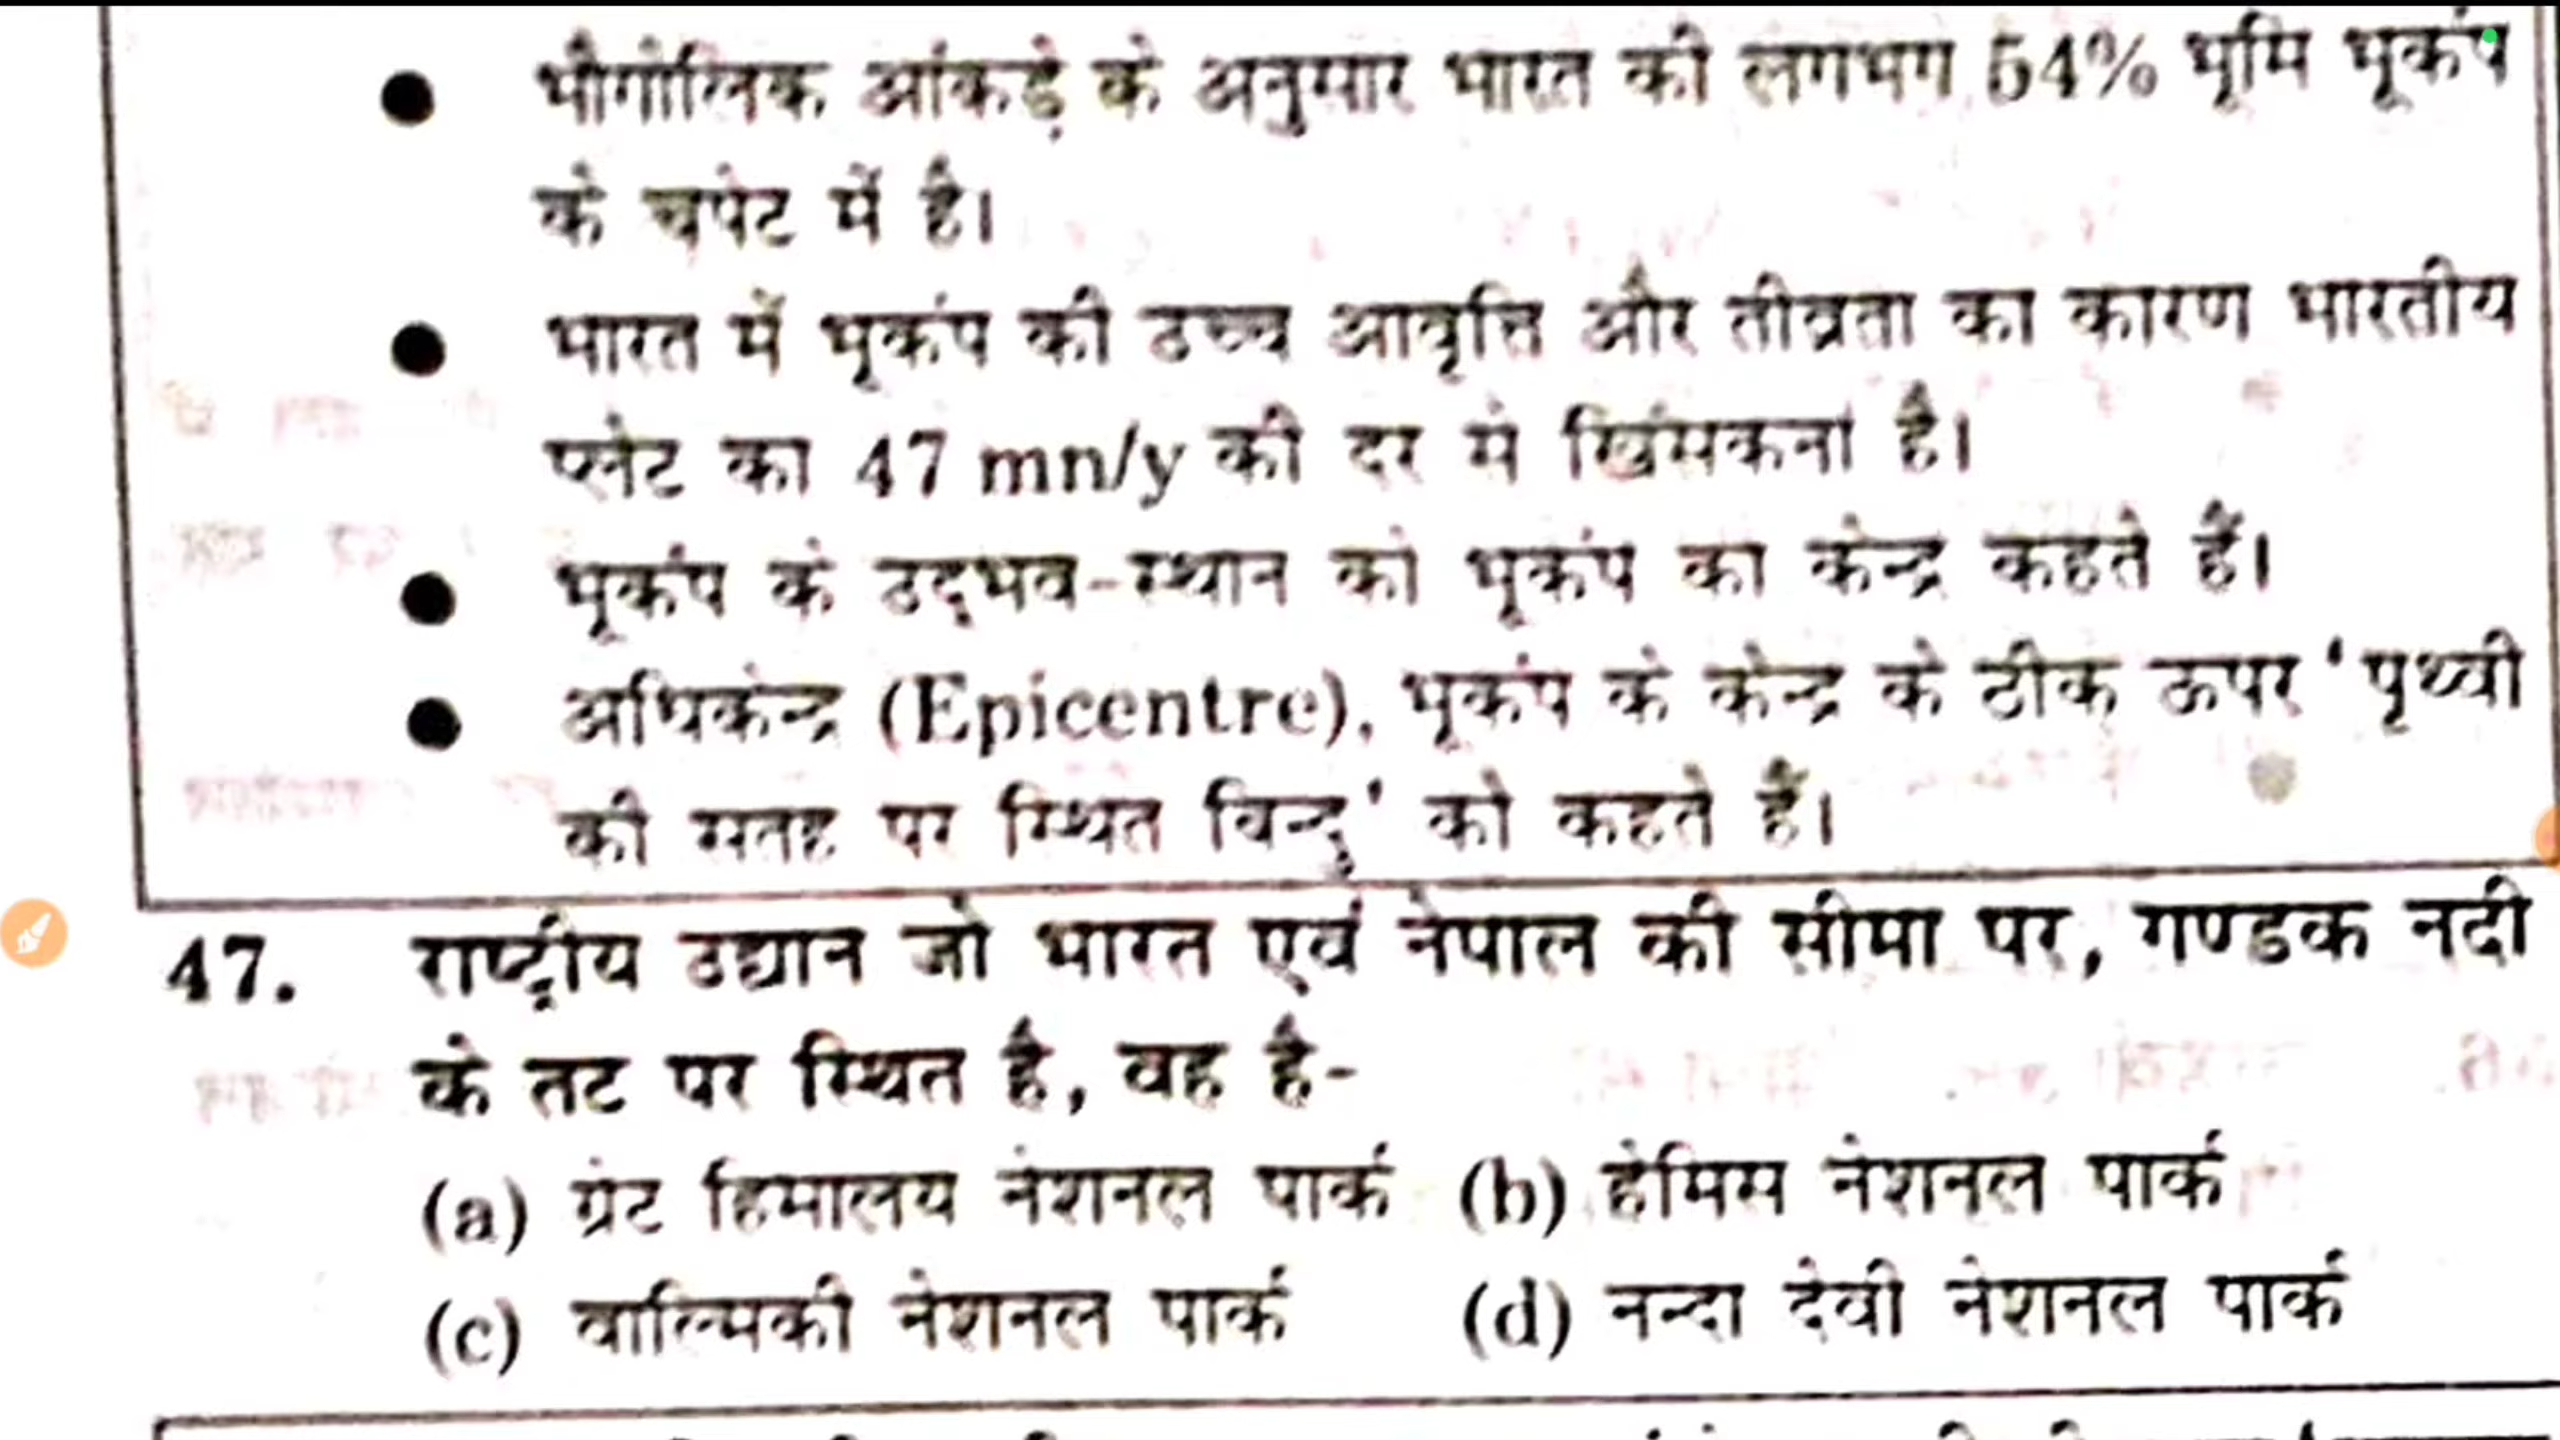 भौगोलिक आंकड़े के अनुसार भारत की लगभग 54% भूमि भूकंप
के चपेट में है।
भारत में भूकंप की उच्च आवृत्ति और तीव्रता का कारण भारतीय
प्लेट का 47 mn/y की दर से खिंसकना है।
भूकंप के उद्भव-स्थान को भूकंप का केन्द्र कहते हैं।
अधिकेन्द्र (Epicentre), भूकंप के केन्द्र के ठीक ऊपर 'पृथ्वी
की सतह पर स्थित विन्दु' को कहते हैं।
47. राष्ट्रीय उद्यान जो भारत एवं नेपाल की सीमा पर, गण्डक नदी
के तट पर स्थित है, वह है-
(a) ग्रेट हिमालय नेशनल पार्क (b) हेमिस नेशनल पार्क
(c) वाल्मिकी नेशनल पार्क (d) नन्दा देवी नेशनल पार्क